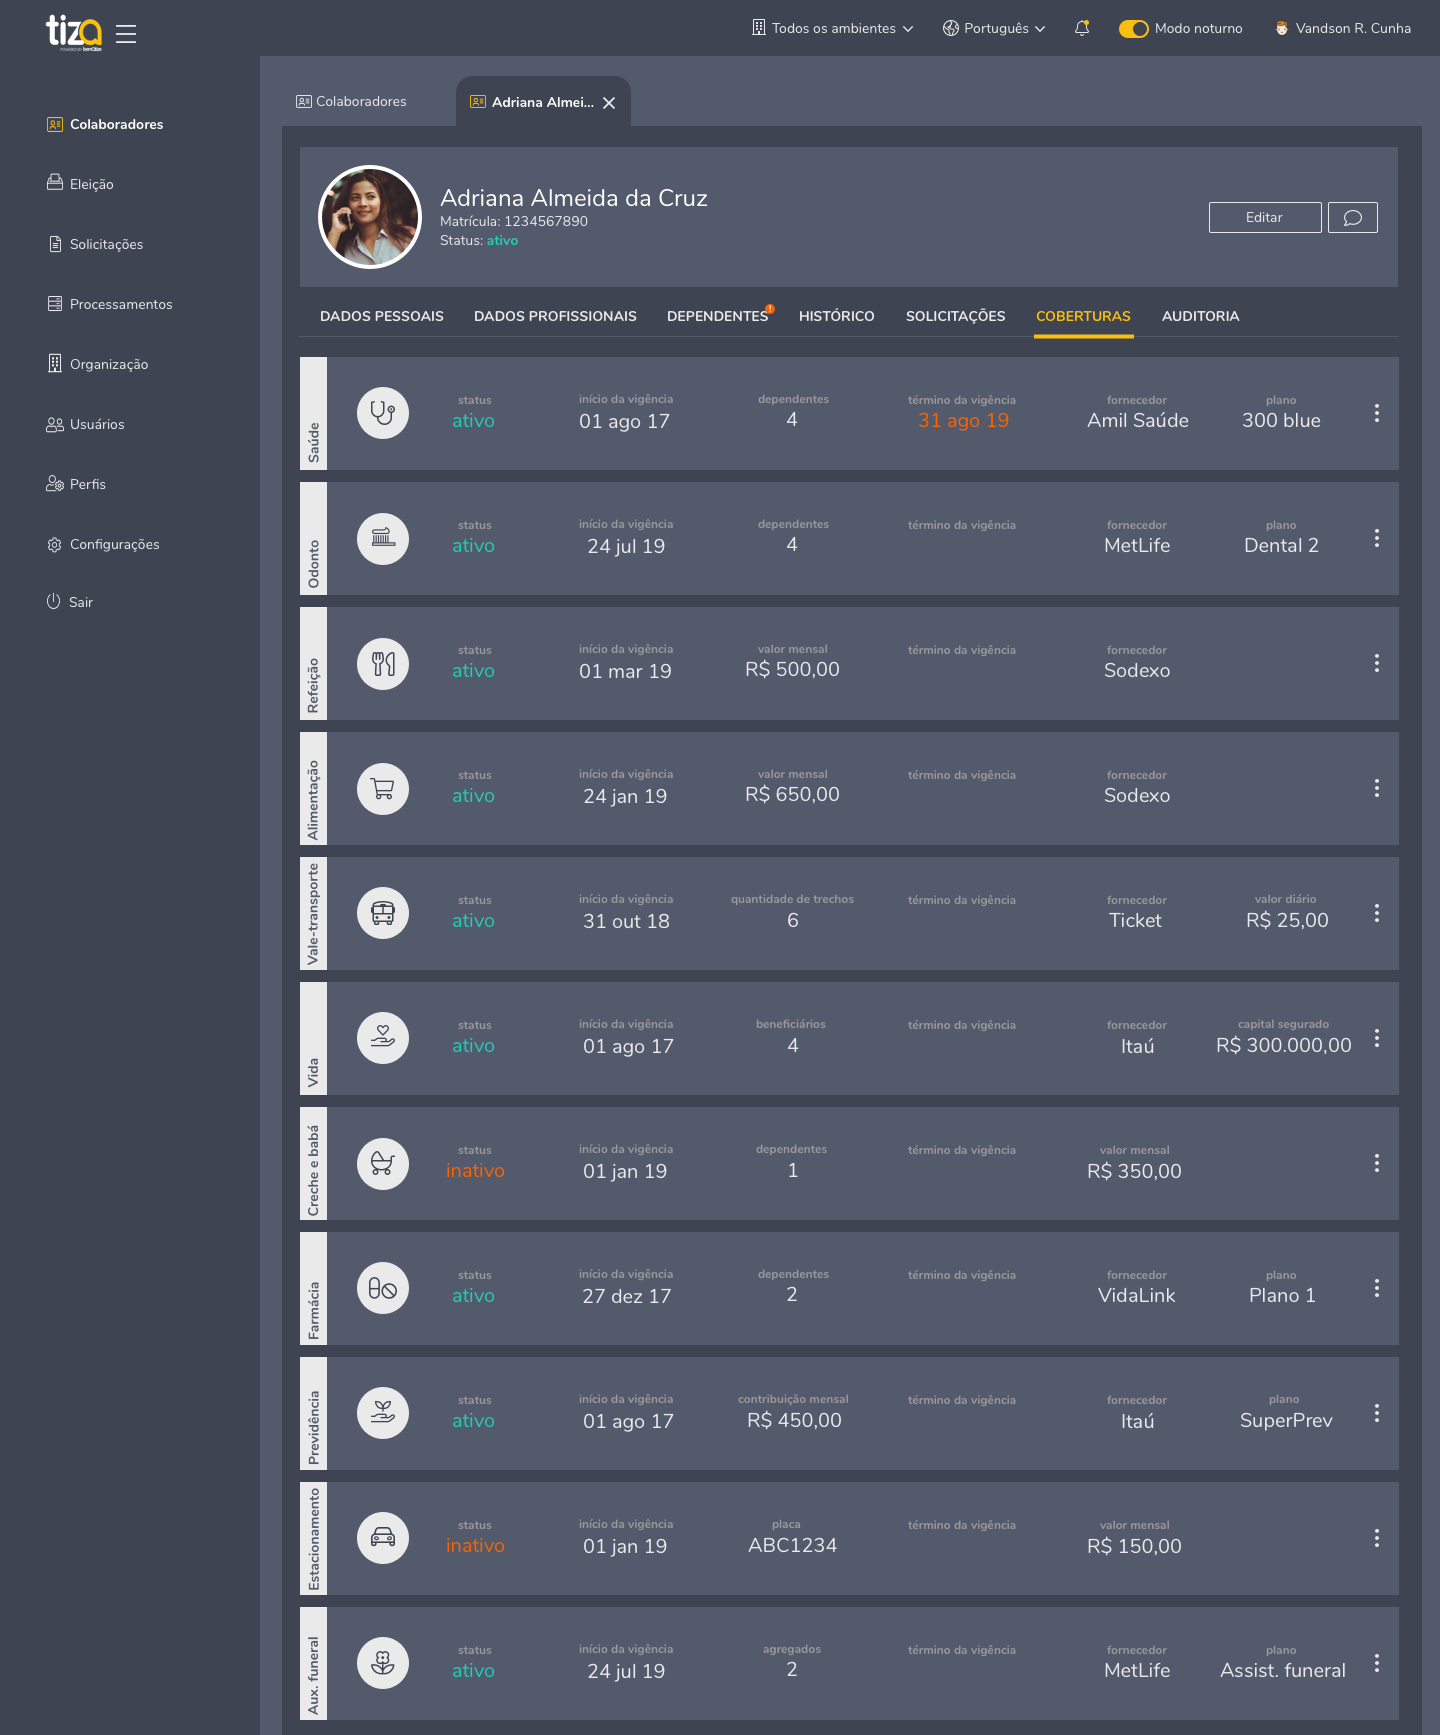 tiza
Todos os ambientes
Português
Modo noturno
Vandson R. Cunha
Colaboradores
Eleição
Solicitações
Processamentos
Organização
Usuários
Perfis
Configurações
Sair
Colaboradores
Adriana Almei...
Adriana Almeida da Cruz
Matrícula: 1234567890
Status: ativo
Editar
DADOS PESSOAIS
DADOS PROFISSIONAIS
DEPENDENTES !
HISTÓRICO
SOLICITAÇÕES
COBERTURAS
AUDITORIA
Saúde
status início da vigência dependentes término da vigência fornecedor plano
ativo 01 ago 17 4 31 ago 19 Amil Saúde 300 blue
Odonto
status início da vigência dependentes término da vigência fornecedor plano
ativo 24 jul 19 4 MetLife Dental 2
Refeição
status início da vigência valor mensal término da vigência fornecedor
ativo 01 mar 19 R$ 500,00 Sodexo
Alimentação
status início da vigência valor mensal término da vigência fornecedor
ativo 24 jan 19 R$ 650,00 Sodexo
Vale-transporte
status início da vigência quantidade de trechos término da vigência fornecedor valor diário
ativo 31 out 18 6 Ticket R$ 25,00
Vida
status início da vigência beneficiários término da vigência fornecedor capital segurado
ativo 01 ago 17 4 Itaú R$ 300.000,00
Creche e babá
status início da vigência dependentes término da vigência valor mensal
inativo 01 jan 19 1 R$ 350,00
Farmácia
status início da vigência dependentes término da vigência fornecedor plano
ativo 27 dez 17 2 VidaLink Plano 1
Previdência
status início da vigência contribuição mensal término da vigência fornecedor plano
ativo 01 ago 17 R$ 450,00 Itaú SuperPrev
Estacionamento
status início da vigência placa término da vigência valor mensal
inativo 01 jan 19 ABC1234 R$ 150,00
Aux. funeral
status início da vigência agregados término da vigência fornecedor plano
ativo 24 jul 19 2 MetLife Assist. funeral